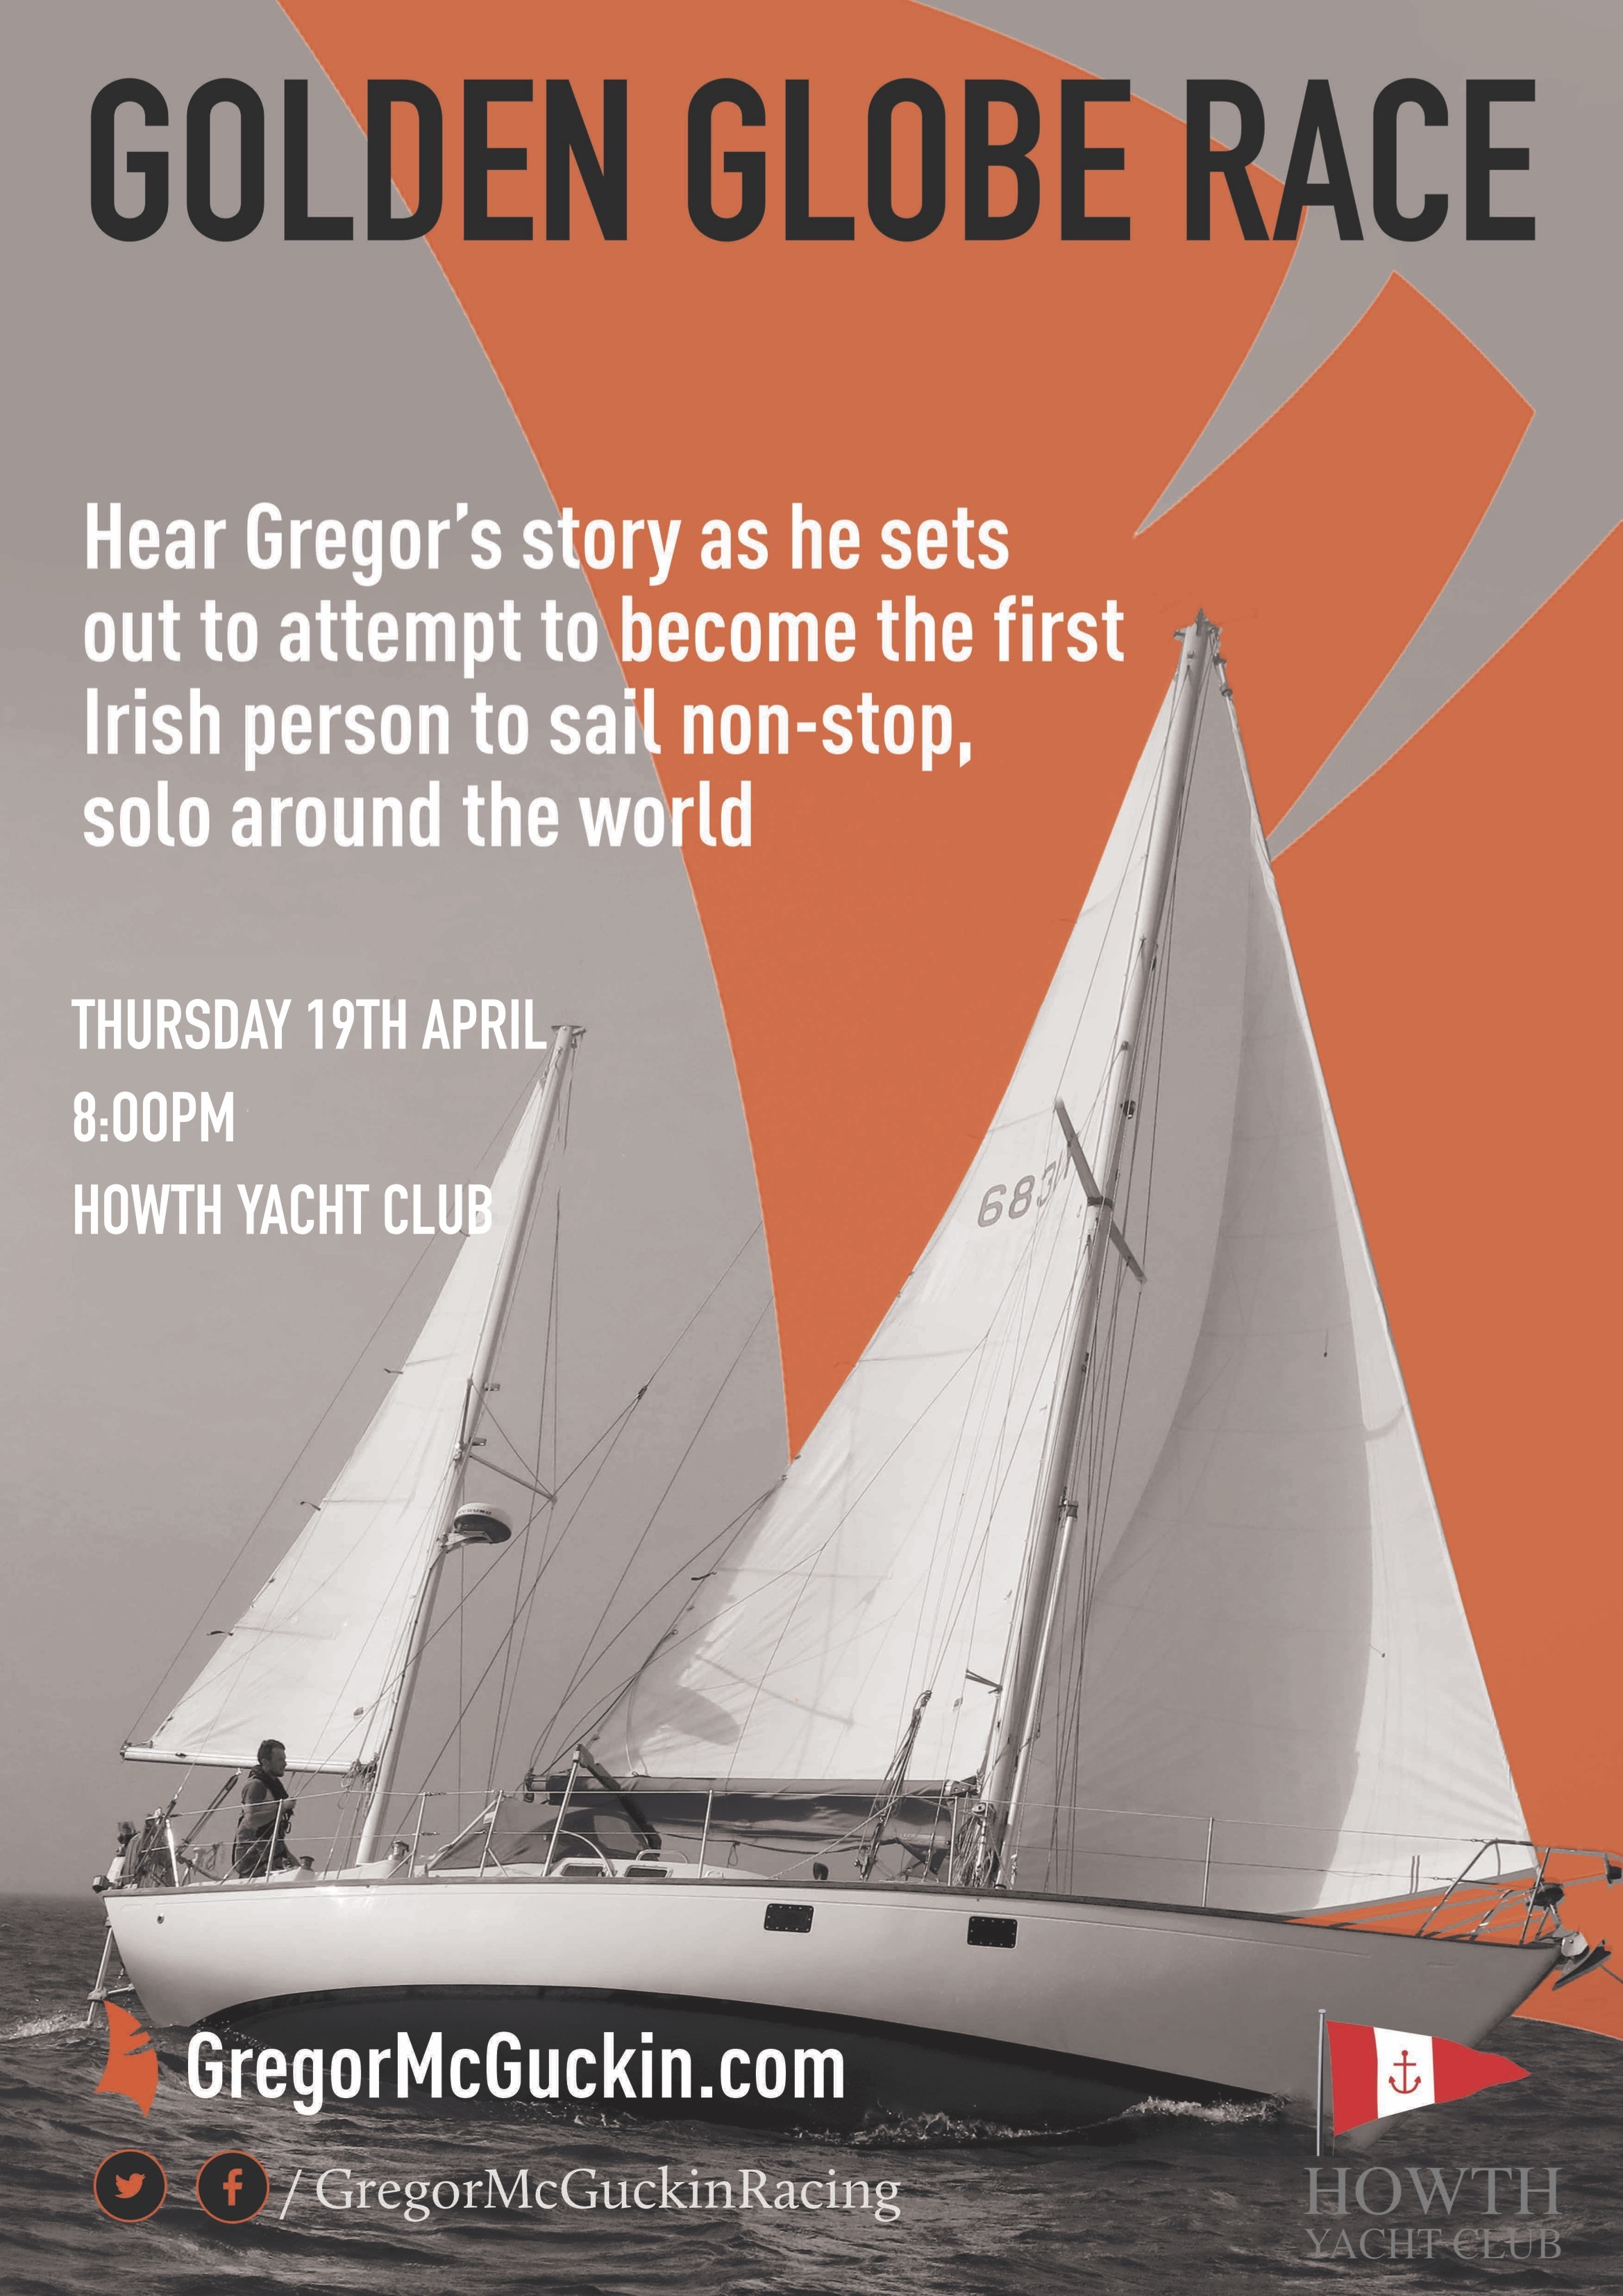 GOLDEN GLOBE RACE
Hear Gregor’s story as he sets
out to attempt to become the first
Irish person to sail non-stop,
solo around the world
THURSDAY 19TH APRIL
8:00PM
HOWTH YACHT CLUB
683
GregorMcGuckin.com
/GregorMcGuckinRacing
HOWTH
YACHT CLUB